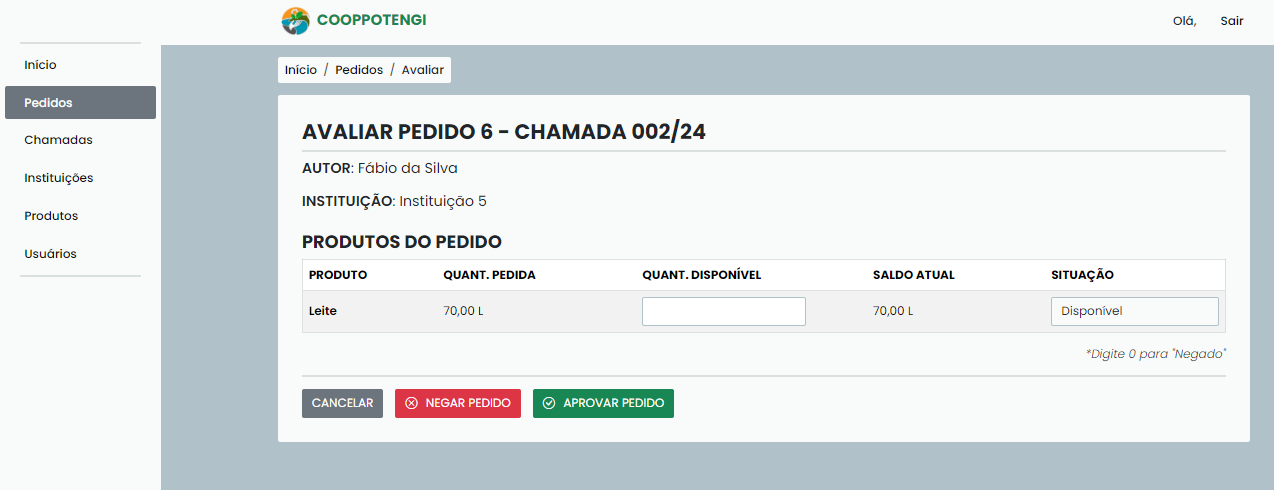 COOPPOTENGI
Olá, Sair
Início
Pedidos
Chamadas
Instituições
Produtos
Usuários
Início / Pedidos / Avaliar
AVALIAR PEDIDO 6 - CHAMADA 002/24
AUTOR: Fábio da Silva
INSTITUIÇÃO: Instituição 5
PRODUTOS DO PEDIDO
PRODUTO QUANT. PEDIDA QUANT. DISPONÍVEL SALDO ATUAL SITUAÇÃO
Leite 70,00 L 70,00 L Disponível
*Digite 0 para "Negado"
CANCELAR NEGAR PEDIDO APROVAR PEDIDO